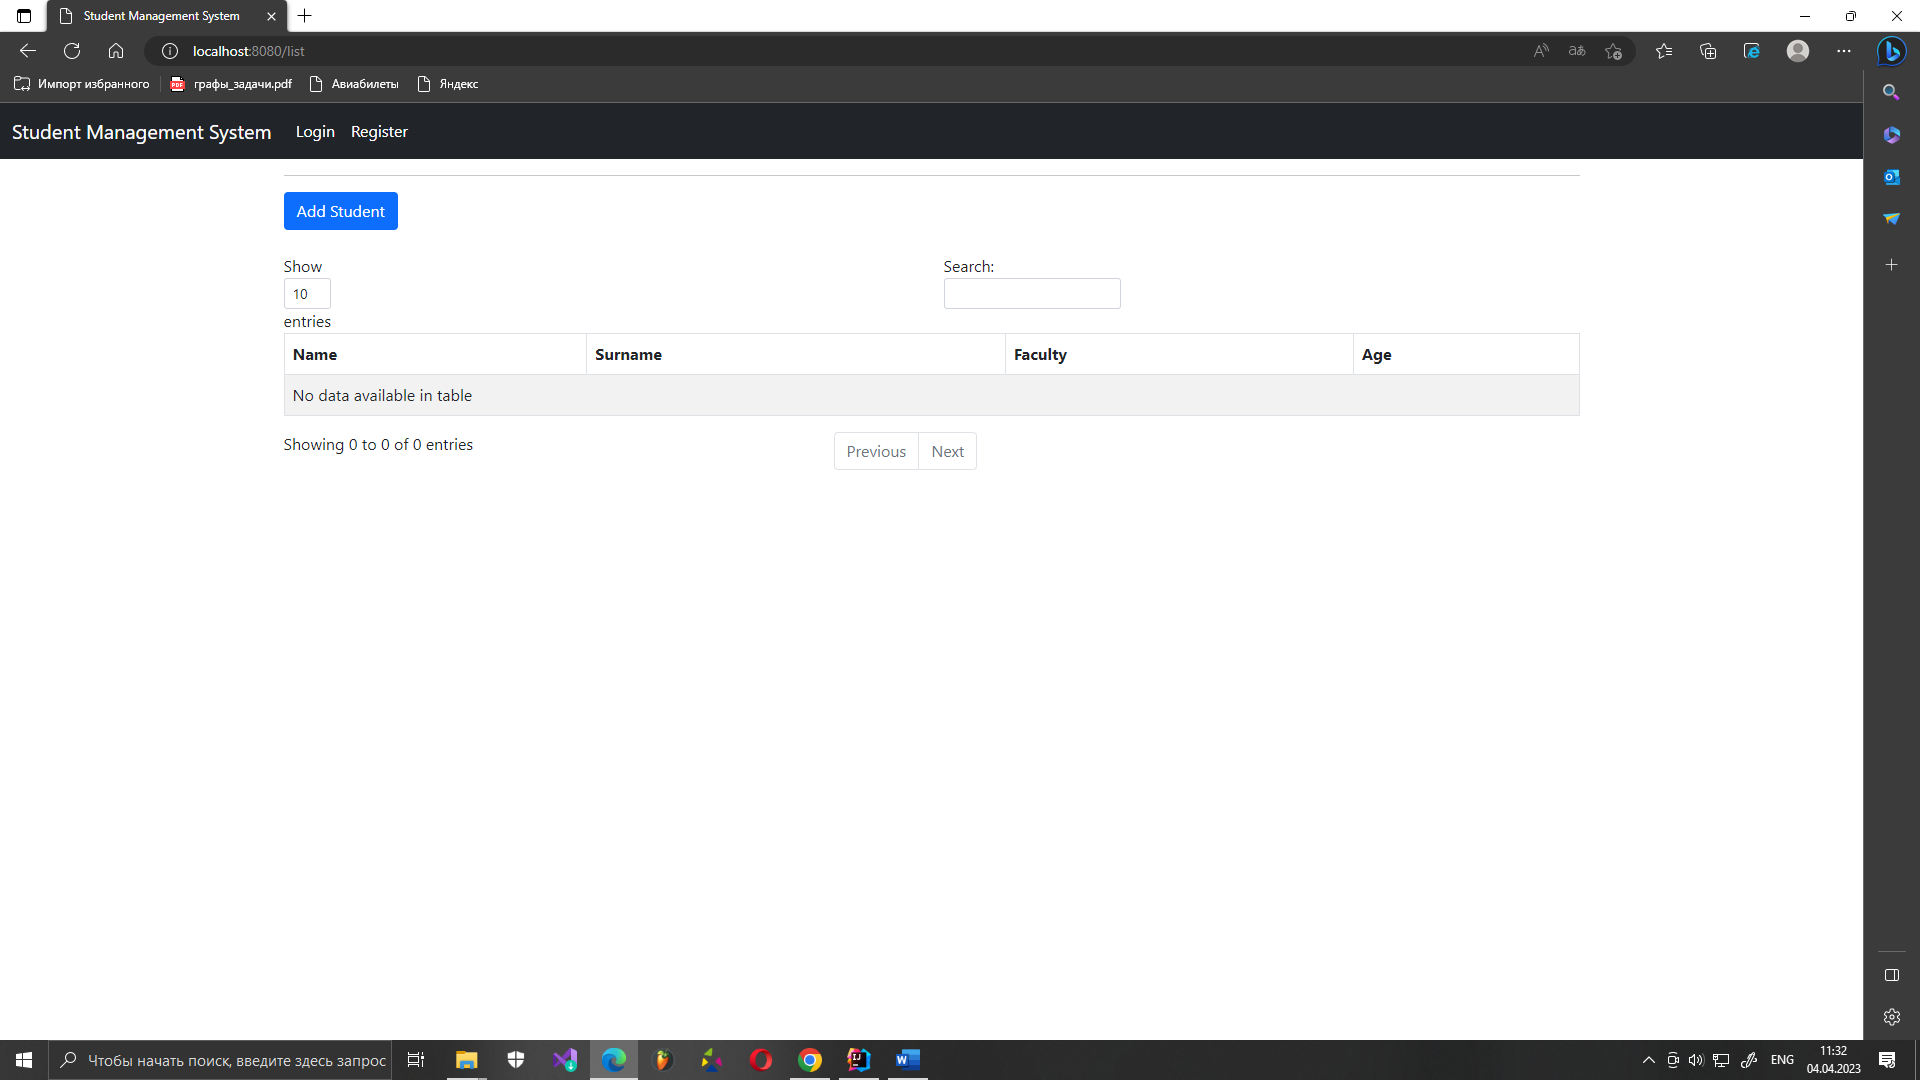 Student Management System
localhost:8080/list
Импорт избранного графы_задачи.pdf Авиабилеты Яндекс
Student Management System Login Register
Add Student
Show Search:
10
entries
Name Surname Faculty Age
No data available in table
Showing 0 to 0 of 0 entries Previous Next
Чтобы начать поиск, введите здесь запрос ENG 11:32
04.04.2023